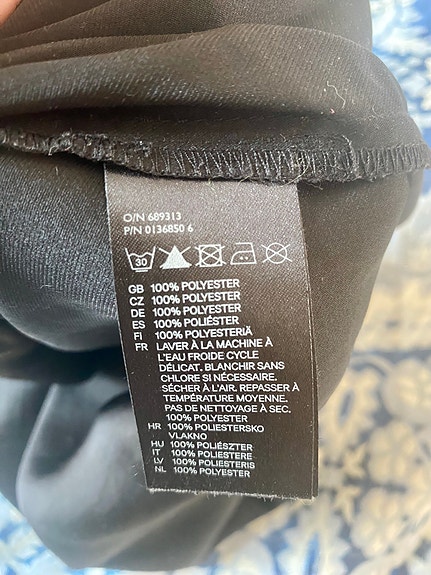 O/N 689313
P/N 0136850 6
30
GB 100% POLYESTER
CZ 100% POLYESTER
DE 100% POLYESTER
ES 100% POLIÉSTER
FI 100% POLYESTERIÄ
FR LAVER À LA MACHINE À
L'EAU FROIDE CYCLE
DÉLICAT. BLANCHIR SANS
CHLORE SI NÉCESSAIRE.
SÉCHER À L'AIR. REPASSER À
TEMPÉRATURE MOYENNE.
PAS DE NETTOYAGE À SEC.
100% POLYESTER
HR 100% POLIESTERSKO
VLAKNO
HU 100% POLIÉSZTER
IT 100% POLIESTERE
LV 100% POLIESTERIS
NL 100% POLYESTER